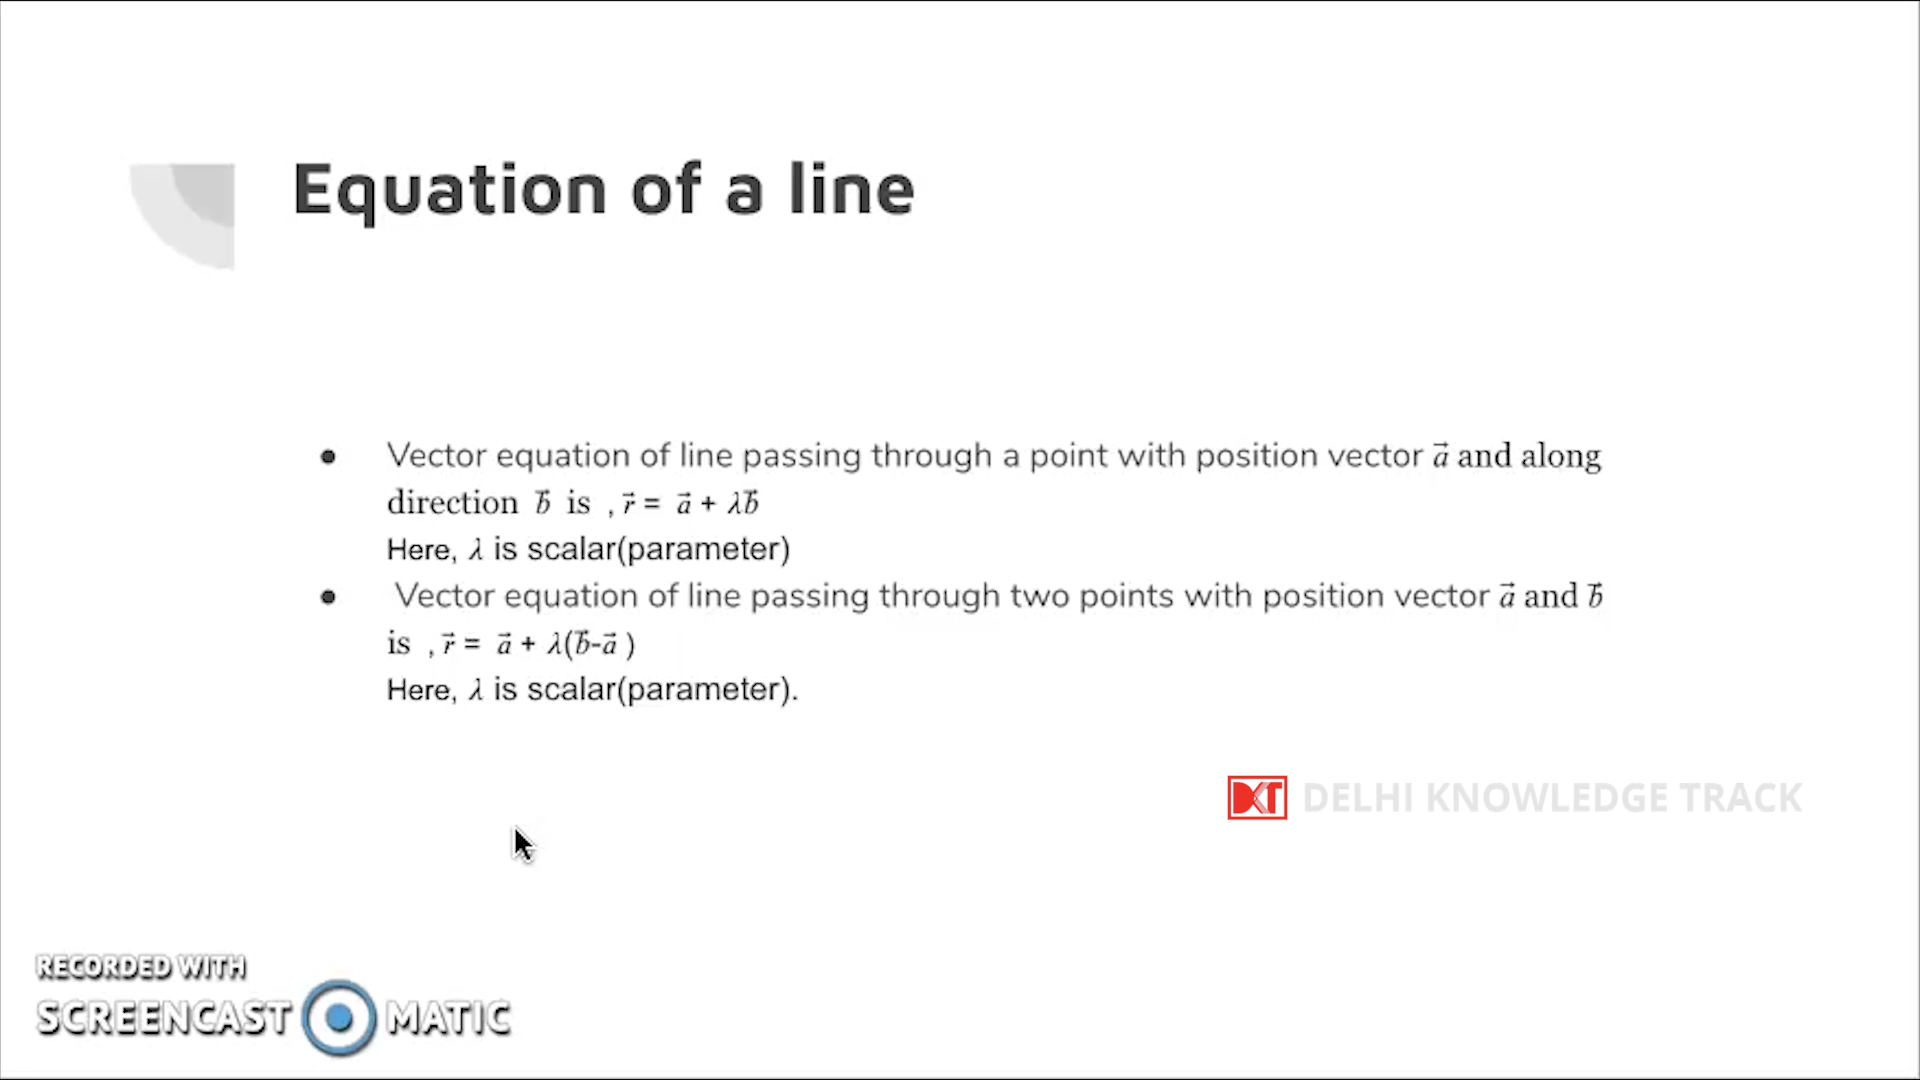 Equation of a line
● Vector equation of line passing through a point with position vector a⃗ and along
direction b⃗ is , r⃗ = a⃗ + λb⃗
Here, λ is scalar(parameter)
● Vector equation of line passing through two points with position vector a⃗ and b⃗
is , r⃗ = a⃗ + λ(b⃗-a⃗ )
Here, λ is scalar(parameter).
DKT DELHI KNOWLEDGE TRACK
RECORDED WITH
SCREENCAST MATIC